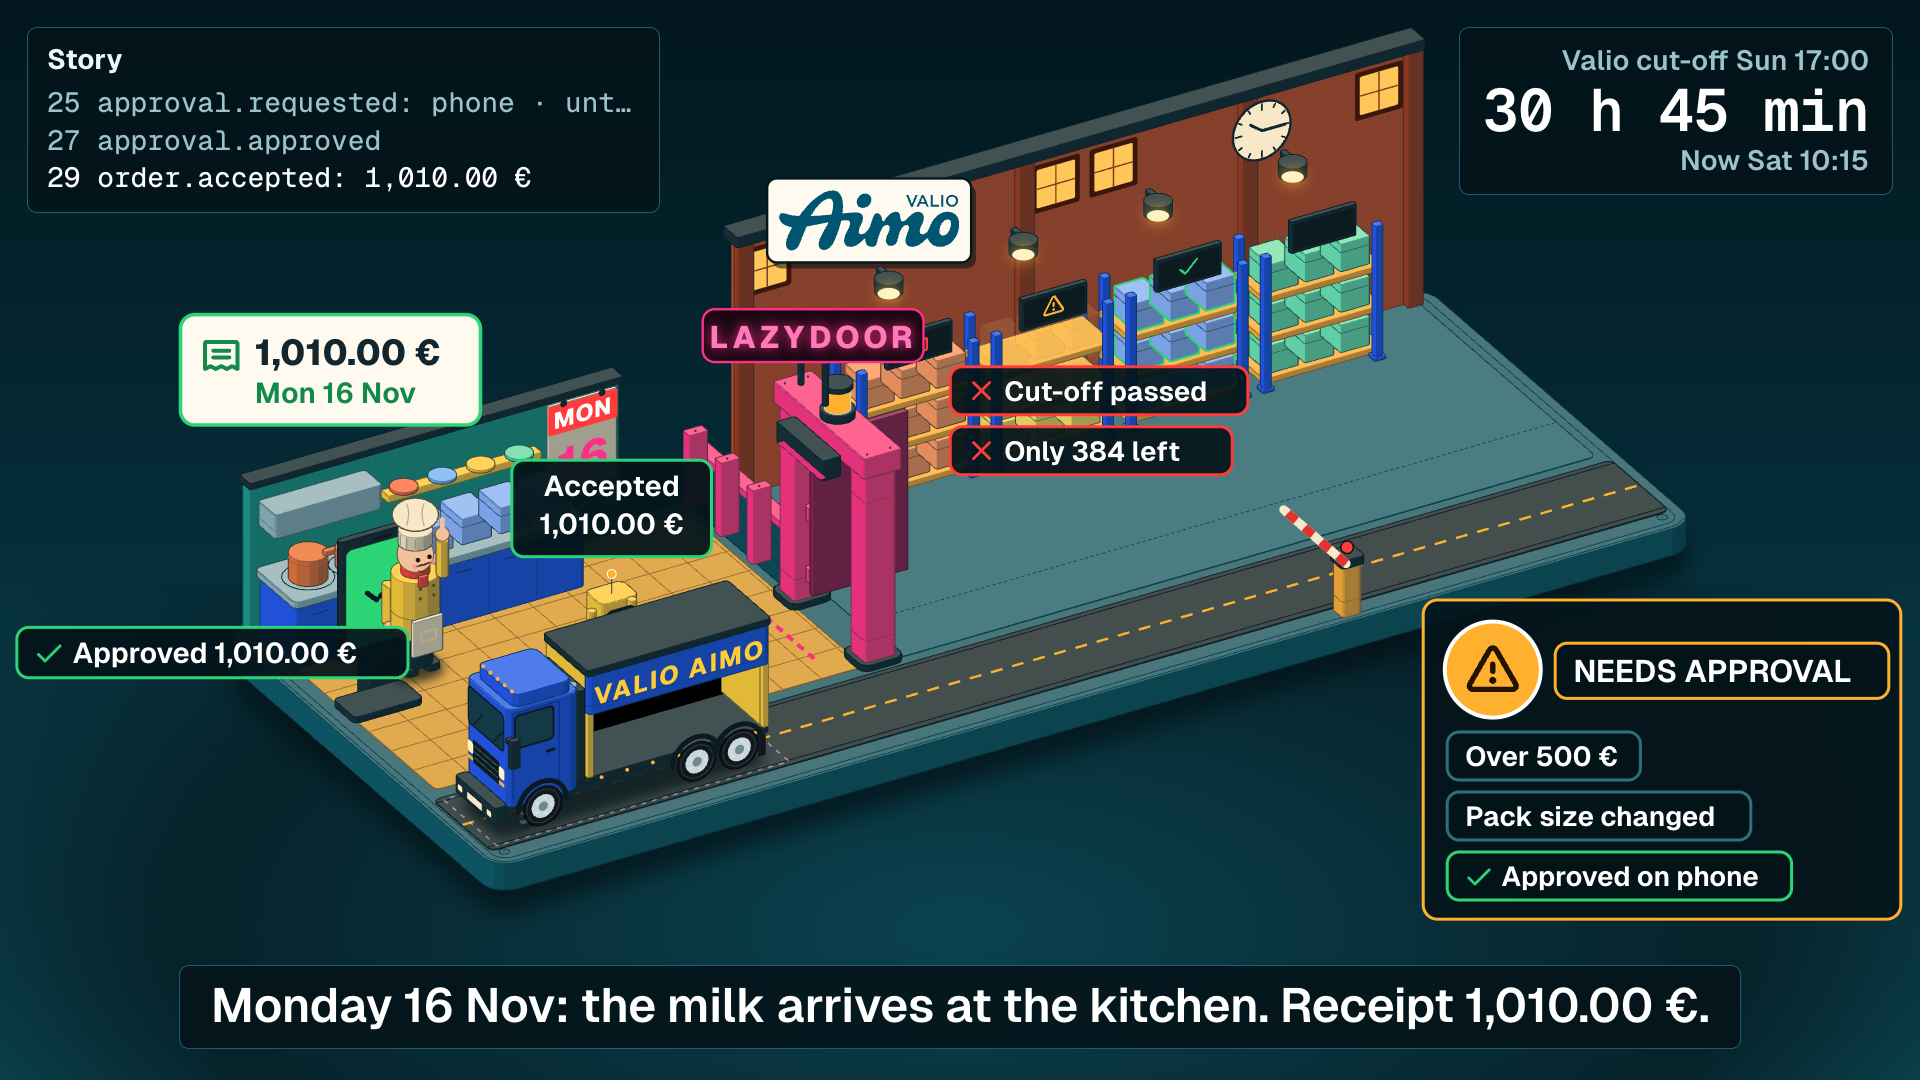 Story
25 approval.requested: phone · unt…
27 approval.approved
29 order.accepted: 1,010.00 €
Valio cut-off Sun 17:00
30 h 45 min
Now Sat 10:15
VALIO
Aimo
LAZYDOOR
1,010.00 €
Mon 16 Nov
MON
16
Cut-off passed
Only 384 left
Accepted
1,010.00 €
Approved 1,010.00 €
VALIO AIMO
NEEDS APPROVAL
Over 500 €
Pack size changed
Approved on phone
Monday 16 Nov: the milk arrives at the kitchen. Receipt 1,010.00 €.